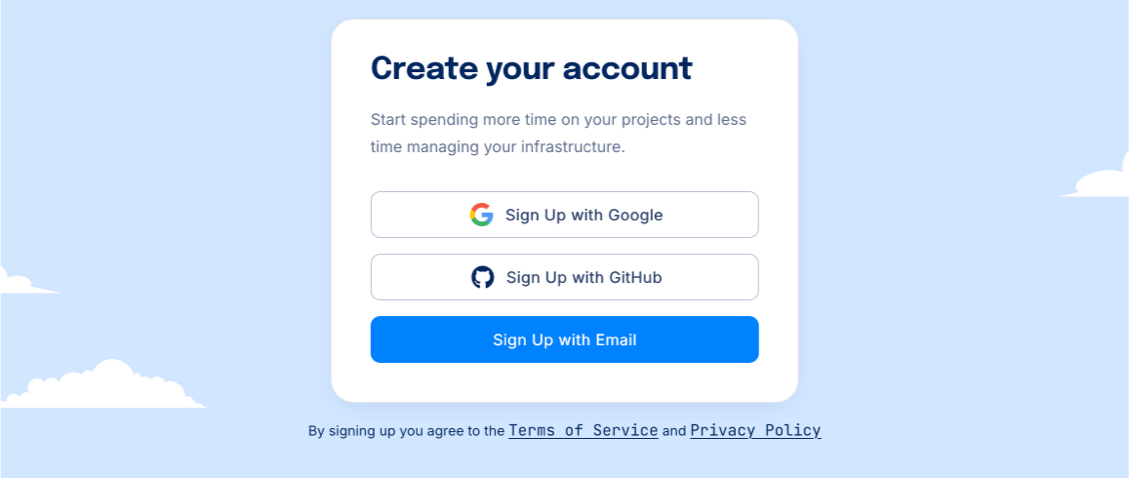 Create your account
Start spending more time on your projects and less
time managing your infrastructure.
Sign Up with Google
Sign Up with GitHub
Sign Up with Email
By signing up you agree to the Terms of Service and Privacy Policy